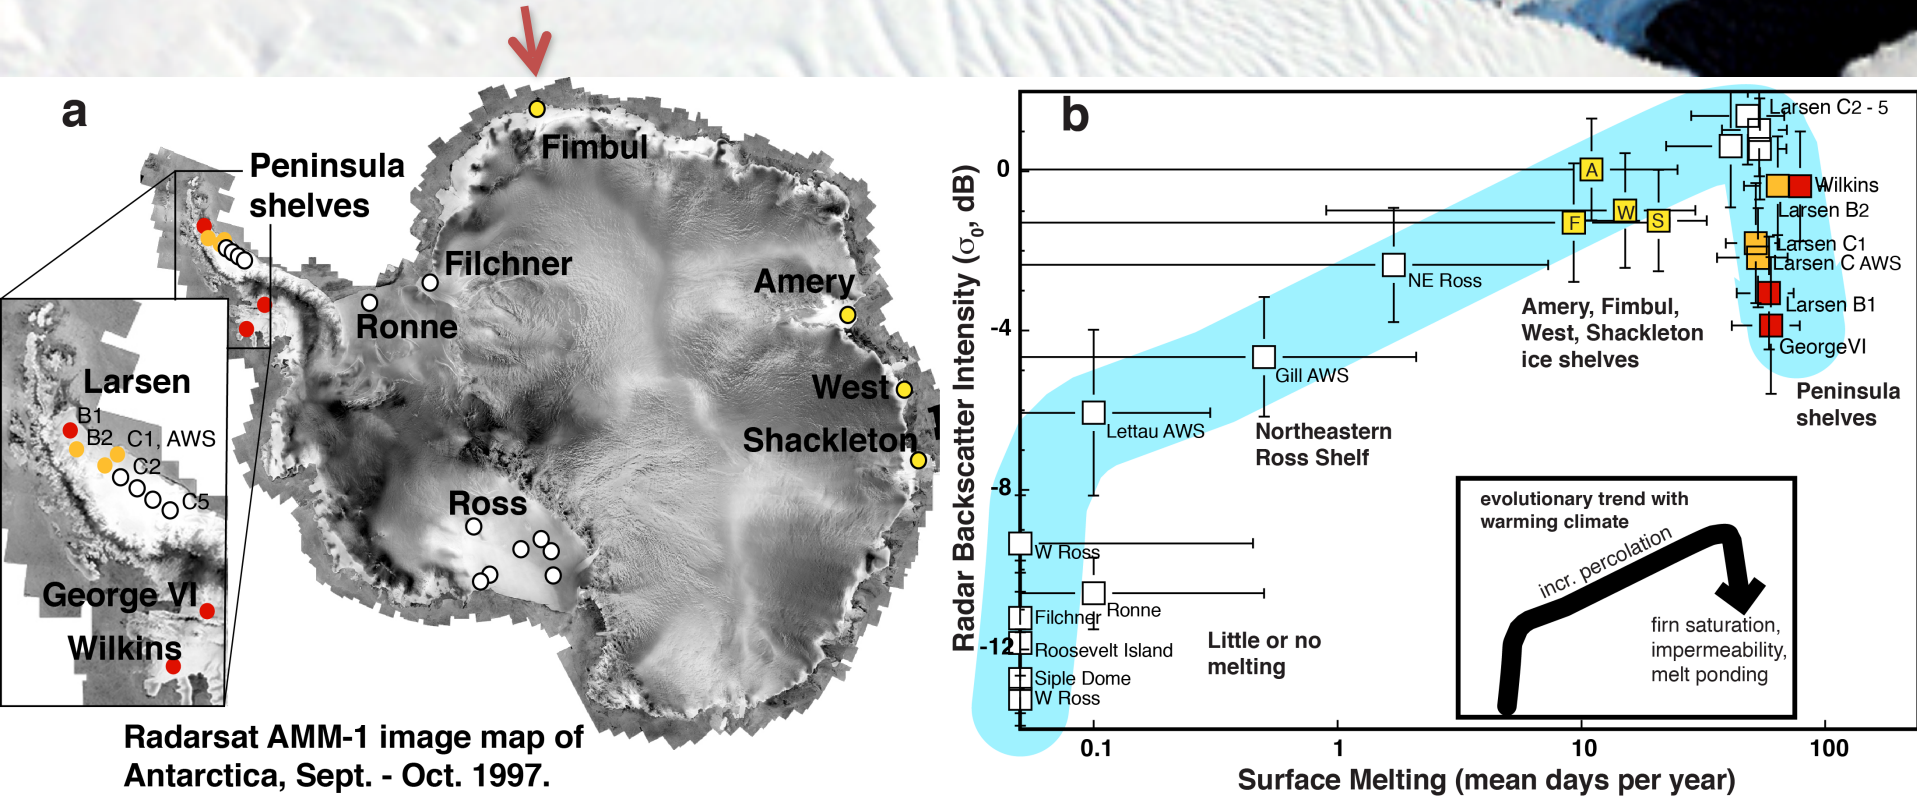 a
Peninsula
shelves
Fimbul
Filchner
Ronne
Amery
West
Shackleton
Ross
Larsen
B1
B2
C1, AWS
C2
C5
George VI
Wilkins
Radarsat AMM-1 image map of
Antarctica, Sept. - Oct. 1997.
b
Radar Backscatter Intensity (σ0, dB)
0
-4
-8
-12
Larsen C2 - 5
Wilkins
Larsen B2
Larsen C1
Larsen C AWS
Larsen B1
GeorgeVI
Peninsula
shelves
A
F
W
S
Amery, Fimbul,
West, Shackleton
ice shelves
NE Ross
Gill AWS
Lettau AWS
Northeastern
Ross Shelf
W Ross
Ronne
Filchner
Roosevelt Island
Siple Dome
W Ross
Little or no
melting
evolutionary trend with
warming climate
incr. percolation
firn saturation,
impermeability,
melt ponding
0.1
1
10
100
Surface Melting (mean days per year)